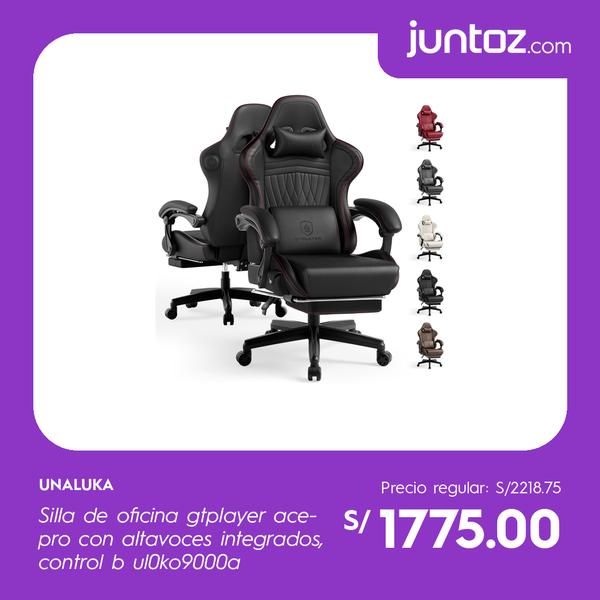 juntoz.com
GTPLAYER
UNALUKA
Silla de oficina gtplayer ace-
pro con altavoces integrados,
control b ul0ko9000a
Precio regular: S/2218.75
S/ 1775.00